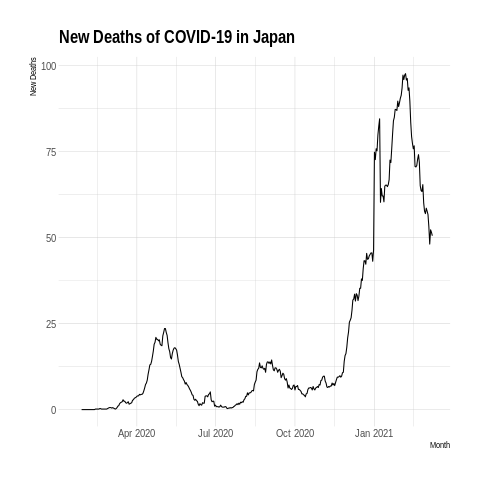 New Deaths of COVID-19 in Japan
New Deaths
100
75
50
25
0
Apr 2020
Jul 2020
Oct 2020
Jan 2021
Month